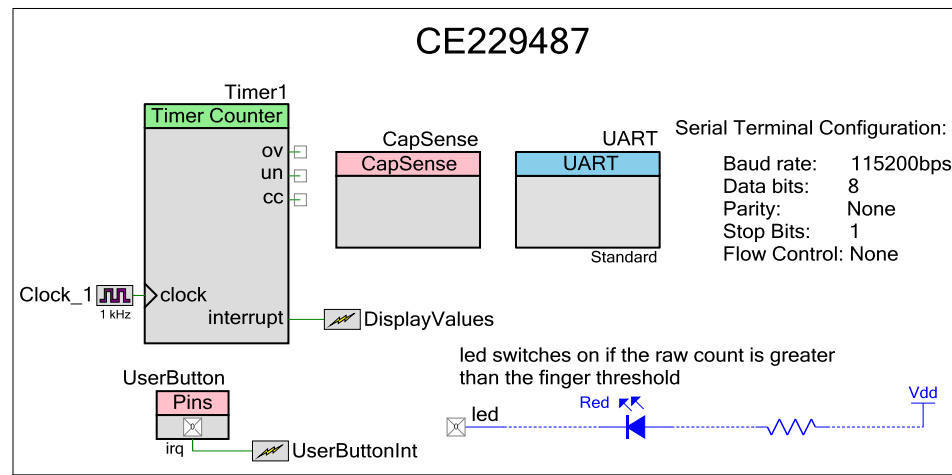 CE229487
Timer1
Timer Counter
ov
un
cc
Clock_1
1 kHz
clock
interrupt
DisplayValues
CapSense
CapSense
UART
UART
Standard
Serial Terminal Configuration:
Baud rate: 115200bps
Data bits: 8
Parity: None
Stop Bits: 1
Flow Control: None
UserButton
Pins
irq
UserButtonInt
led switches on if the raw count is greater
than the finger threshold
led
Red
Vdd